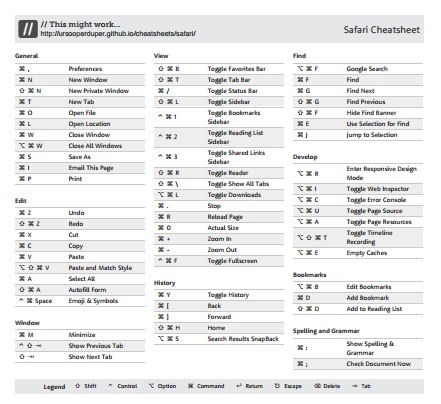 // This might work...
http://ursooperduper.github.io/cheatsheets/safari/
Safari Cheatsheet
General
⌘ , Preferences
⌘ N New Window
⇧ ⌘ N New Private Window
⌘ T New Tab
⌘ O Open File
⌘ L Open Location
⌘ W Close Window
⌥ ⌘ W Close All Windows
⌘ S Save As
⌘ I Email This Page
⌘ P Print
Edit
⌘ Z Undo
⇧ ⌘ Z Redo
⌘ X Cut
⌘ C Copy
⌘ V Paste
⌥ ⇧ ⌘ V Paste and Match Style
⌘ A Select All
⇧ ⌘ A Autofill Form
^ ⌘ Space Emoji & Symbols
Window
⌘ M Minimize
^ ⇧ ⇥ Show Previous Tab
^ ⇥ Show Next Tab
View
⇧ ⌘ B Toggle Favorites Bar
⇧ ⌘ T Toggle Tab Bar
⌘ / Toggle Status Bar
⇧ ⌘ L Toggle Sidebar
^ ⌘ 1 Toggle Bookmarks
Sidebar
^ ⌘ 2 Toggle Reading List
Sidebar
^ ⌘ 3 Toggle Shared Links
Sidebar
⇧ ⌘ R Toggle Reader
⇧ ⌘ \ Toggle Show All Tabs
⌥ ⌘ L Toggle Downloads
⌘ . Stop
⌘ R Reload Page
⌘ 0 Actual Size
⌘ + Zoom In
⌘ - Zoom Out
^ ⌘ F Toggle Fullscreen
History
⌘ Y Toggle History
⌘ [ Back
⌘ ] Forward
⇧ ⌘ H Home
⌥ ⌘ S Search Results SnapBack
Find
⌥ ⌘ F Google Search
⌘ F Find
⌘ G Find Next
⇧ ⌘ G Find Previous
⇧ ⌘ F Hide Find Banner
⌘ E Use Selection for Find
⌘ J Jump to Selection
Develop
⌥ ⌘ R Enter Responsive Design
Mode
⌥ ⌘ I Toggle Web Inspector
⌥ ⌘ C Toggle Error Console
⌥ ⌘ U Toggle Page Source
⌥ ⌘ A Toggle Page Resources
⌥ ⇧ ⌘ T Toggle Timeline
Recording
⌥ ⌘ E Empty Caches
Bookmarks
⌥ ⌘ B Edit Bookmarks
⌘ D Add Bookmark
⇧ ⌘ D Add to Reading List
Spelling and Grammar
⌘ : Show Spelling &
Grammar
⌘ ; Check Document Now
Legend ⇧ Shift ^ Control ⌥ Option ⌘ Command ↵ Return ⎋ Escape ⌫ Delete ⇥ Tab